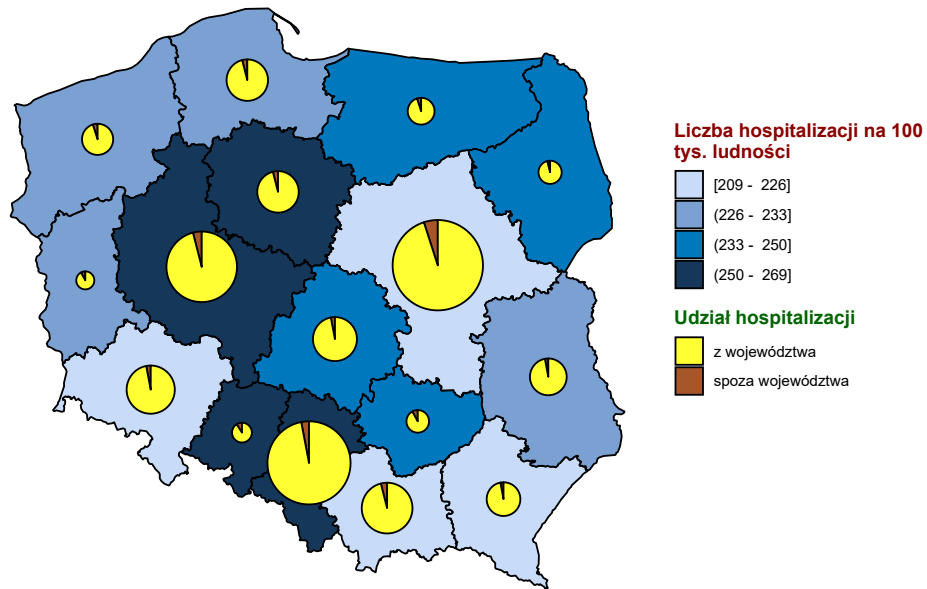 Liczba hospitalizacji na 100
tys. ludności
[209 - 226]
(226 - 233]
(233 - 250]
(250 - 269]
Udział hospitalizacji
z województwa
spoza województwa